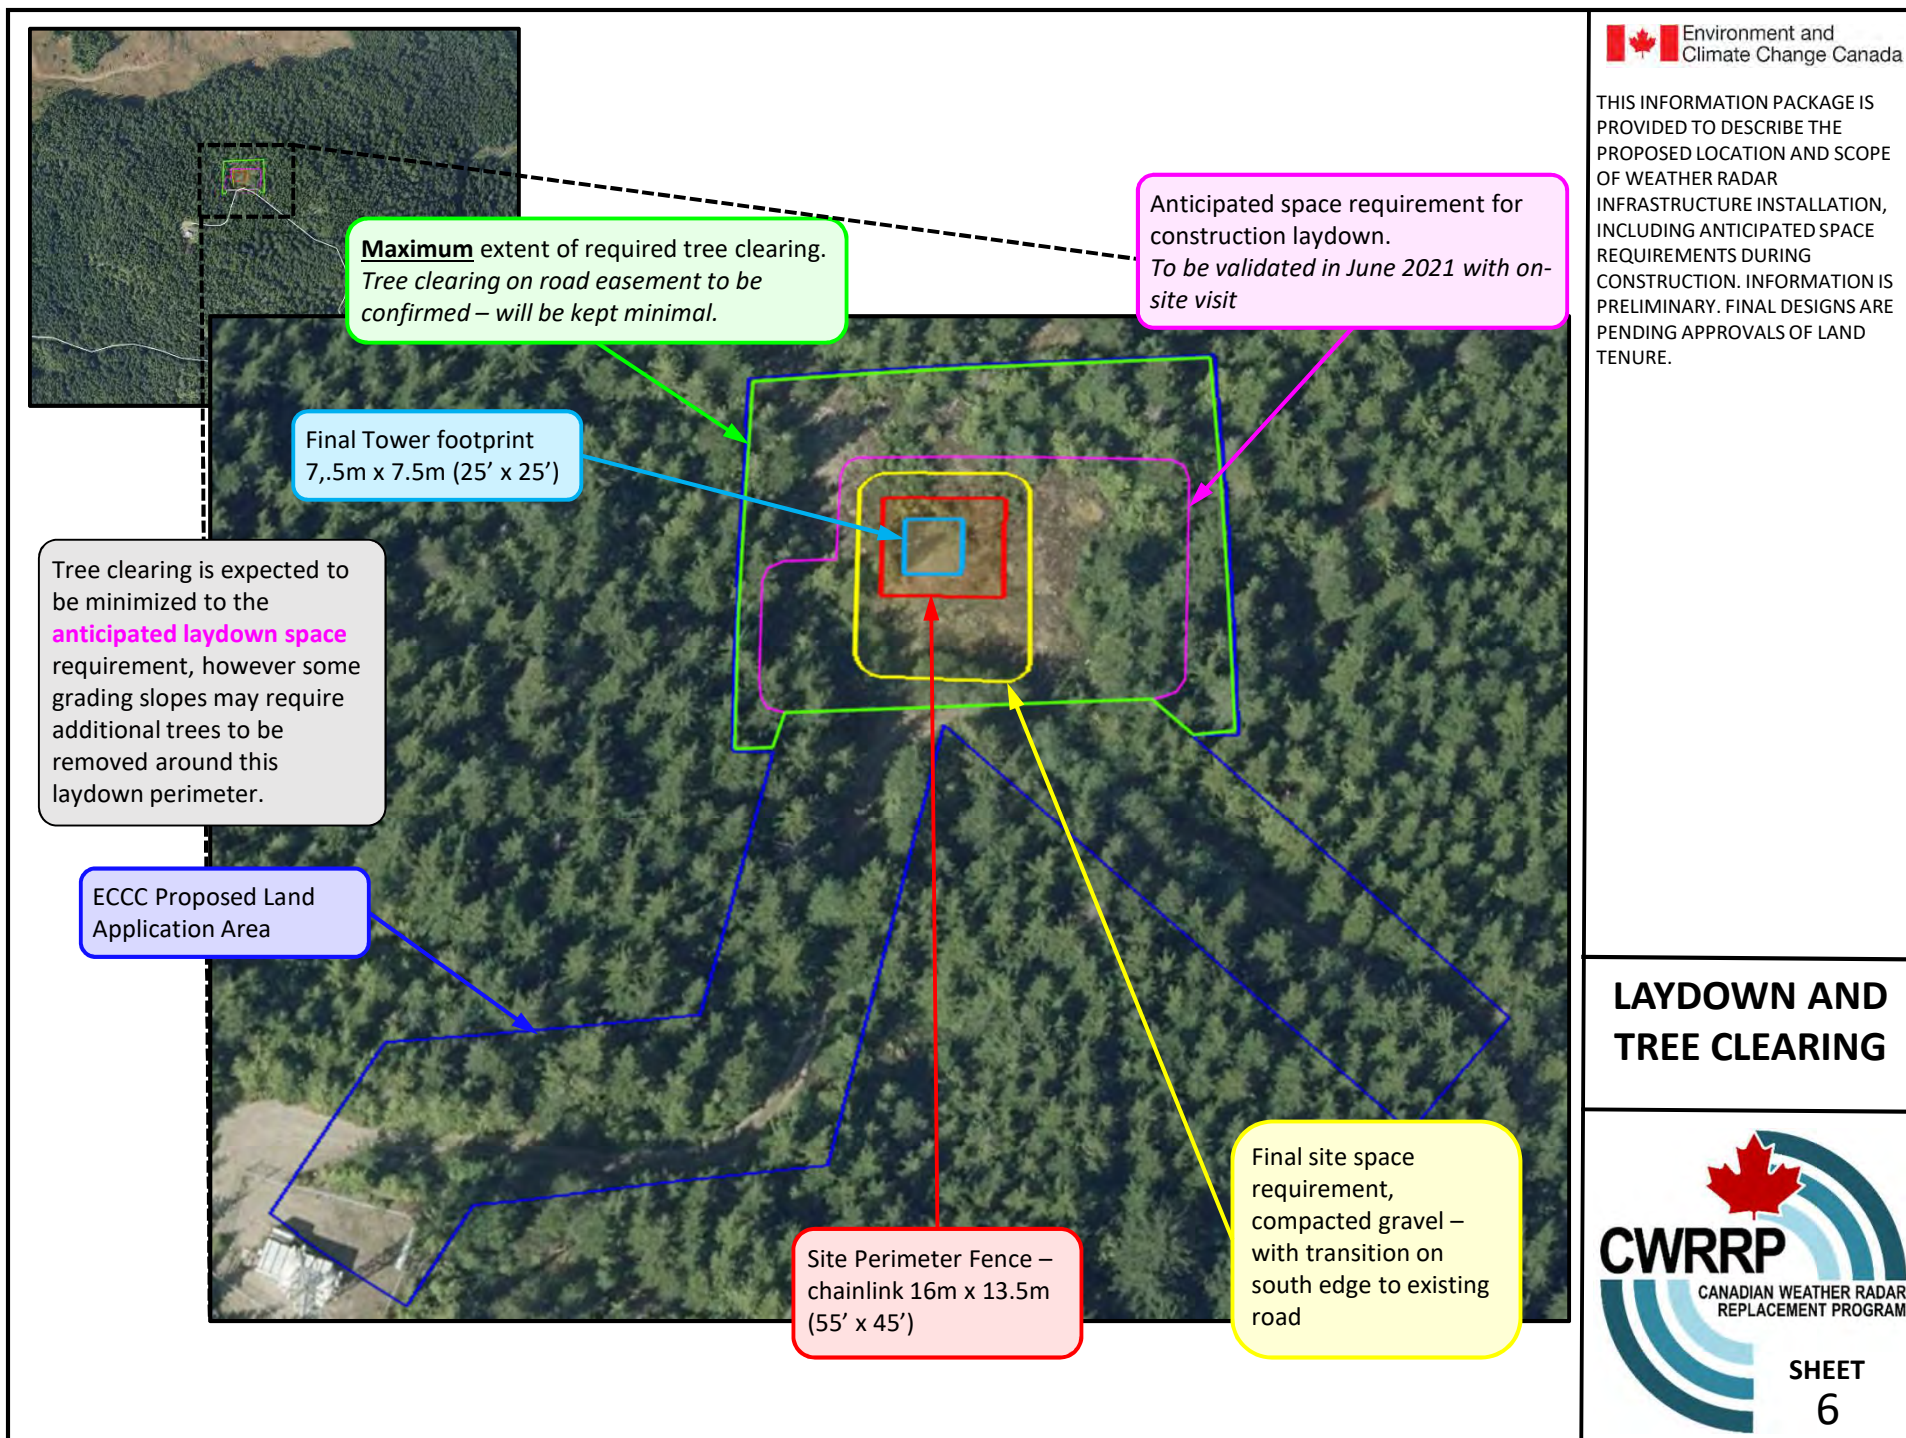 Environment and
Climate Change Canada
THIS INFORMATION PACKAGE IS
PROVIDED TO DESCRIBE THE
PROPOSED LOCATION AND SCOPE
OF WEATHER RADAR
INFRASTRUCTURE INSTALLATION,
INCLUDING ANTICIPATED SPACE
REQUIREMENTS DURING
CONSTRUCTION. INFORMATION IS
PRELIMINARY. FINAL DESIGNS ARE
PENDING APPROVALS OF LAND
TENURE.
Maximum extent of required tree clearing.
Tree clearing on road easement to be
confirmed – will be kept minimal.
Anticipated space requirement for
construction laydown.
To be validated in June 2021 with on-
site visit
Final Tower footprint
7,.5m x 7.5m (25’ x 25’)
Tree clearing is expected to
be minimized to the
anticipated laydown space
requirement, however some
grading slopes may require
additional trees to be
removed around this
laydown perimeter.
ECCC Proposed Land
Application Area
Site Perimeter Fence –
chainlink 16m x 13.5m
(55’ x 45’)
Final site space
requirement,
compacted gravel –
with transition on
south edge to existing
road
LAYDOWN AND
TREE CLEARING
CWRRP
CANADIAN WEATHER RADAR
REPLACEMENT PROGRAM
SHEET
6